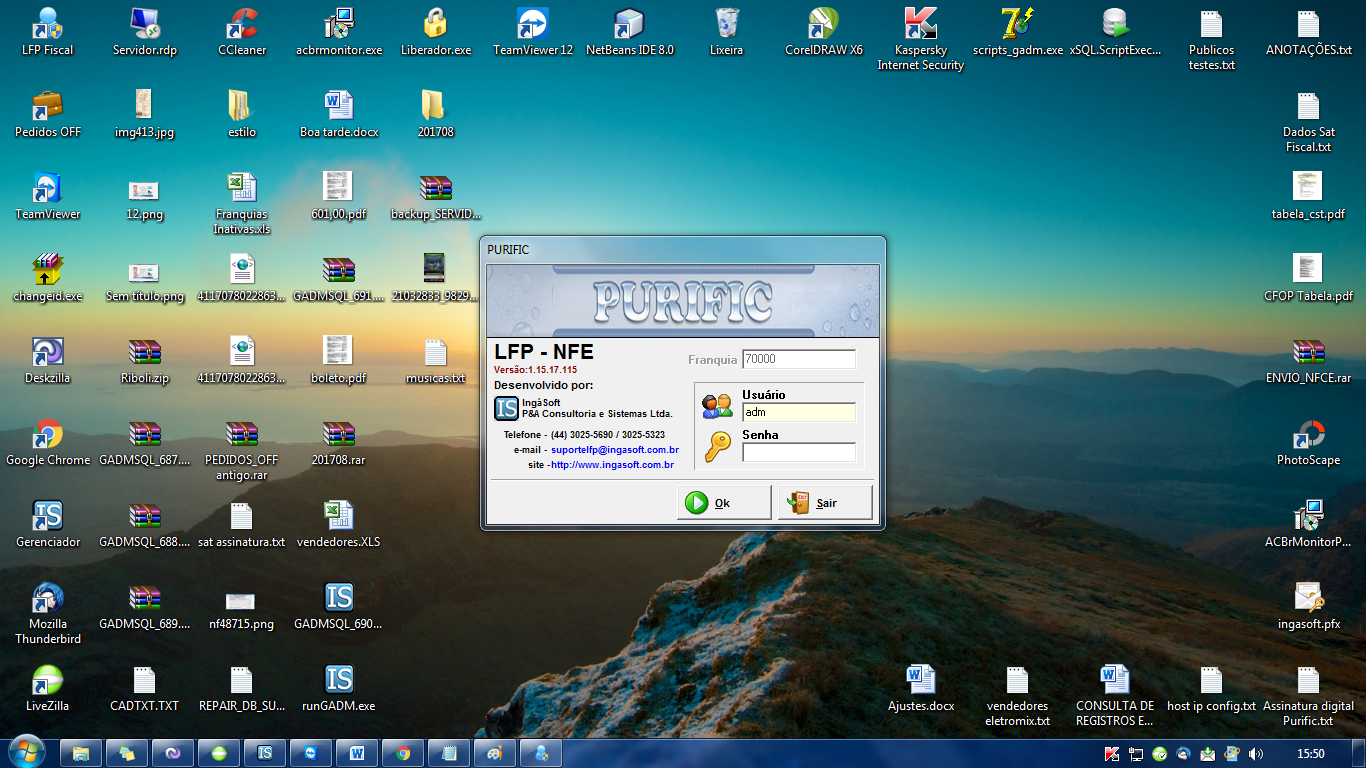 LFP Fiscal
Servidor.rdp
CCleaner
acbrmonitor.exe
Liberador.exe
TeamViewer 12
NetBeans IDE 8.0
Lixeira
CorelDRAW X6
Kaspersky
Internet Security
scripts_gadm.exe
xSQL.ScriptExec...
Publicos
testes.txt
ANOTAÇÕES.txt
Pedidos OFF
img413.jpg
estilo
Boa tarde.docx
201708
Dados Sat
Fiscal.txt
TeamViewer
12.png
Franquias
Inativas.xls
601,00.pdf
backup_SERVID...
tabela_cst.pdf
changeid.exe
Sem título.png
4117078022863...
GADMSQL_691....
21032833_9829...
CFOP Tabela.pdf
Deskzilla
Riboli.zip
4117078022863...
boleto.pdf
musicas.txt
ENVIO_NFCE.rar
Google Chrome
GADMSQL_687....
PEDIDOS_OFF
antigo.rar
201708.rar
PhotoScape
Gerenciador
GADMSQL_688....
sat assinatura.txt
vendedores.XLS
ACBrMonitorP...
Mozilla
Thunderbird
GADMSQL_689....
nf48715.png
GADMSQL_690...
ingasoft.pfx
LiveZilla
CADTXT.TXT
REPAIR_DB_SU...
runGADM.exe
Ajustes.docx
vendedores
eletromix.txt
CONSULTA DE
REGISTROS E...
host ip config.txt
Assinatura digital
Purific.txt
PURIFIC
PURIFIC
LFP - NFE
Versão:1.15.17.115
Desenvolvido por:
IS
IngáSoft
P&A Consultoria e Sistemas Ltda.
Telefone - (44) 3025-5690 / 3025-5323
e-mail - suportelfp@ingasoft.com.br
site -http://www.ingasoft.com.br
Franquia 70000
Usuário
adm
Senha
Ok
Sair
15:50